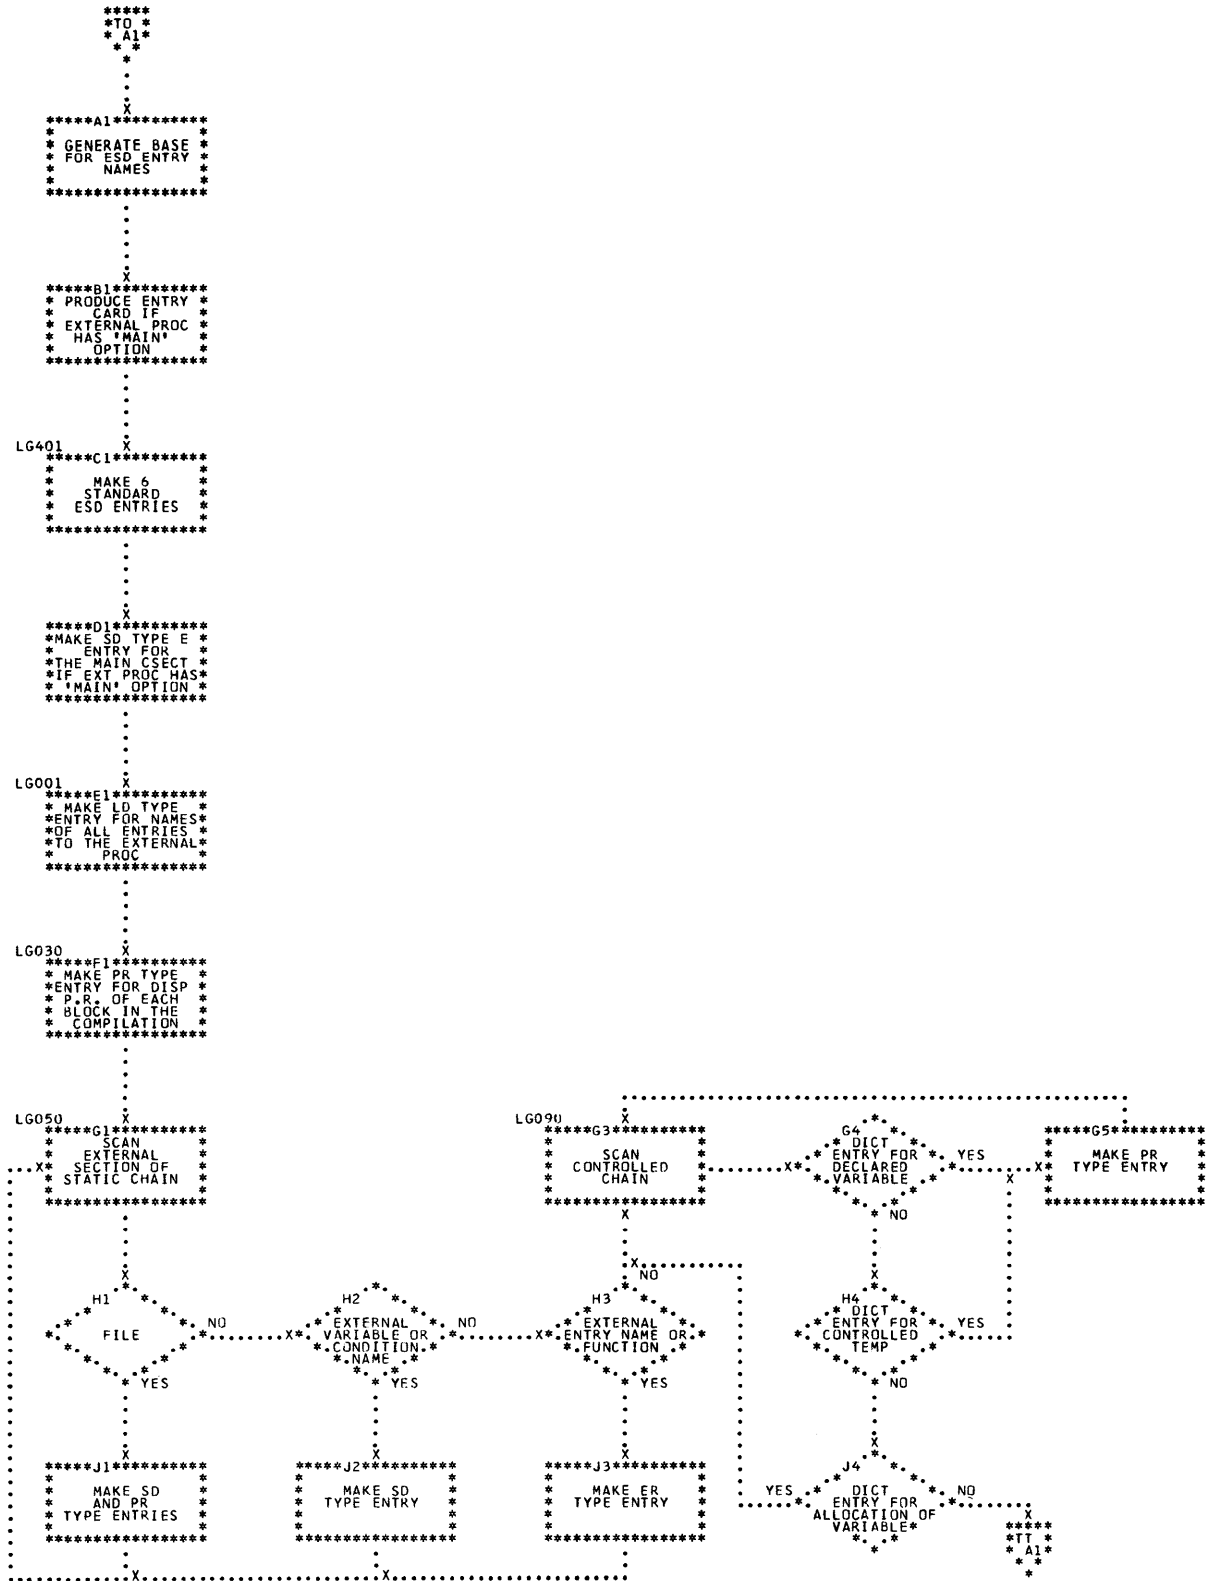 TO
A1
A1
GENERATE BASE
FOR ESD ENTRY
NAMES
B1
PRODUCE ENTRY
CARD IF
EXTERNAL PROC
HAS 'MAIN'
OPTION
LG401
C1
MAKE 6
STANDARD
ESD ENTRIES
D1
MAKE SD TYPE E
ENTRY FOR
THE MAIN CSECT
IF EXT PROC HAS
'MAIN' OPTION
LG001
E1
MAKE LD TYPE
ENTRY FOR NAMES
OF ALL ENTRIES
TO THE EXTERNAL
PROC
LG030
F1
MAKE PR TYPE
ENTRY FOR DISP
P.R. OF EACH
BLOCK IN THE
COMPILATION
LG050
G1
SCAN
EXTERNAL
SECTION OF
STATIC CHAIN
LG090
G3
SCAN
CONTROLLED
CHAIN
G4
DICT
ENTRY FOR
DECLARED
VARIABLE
YES
NO
G5
MAKE PR
TYPE ENTRY
H1
FILE
NO
YES
H2
EXTERNAL
VARIABLE OR
CONDITION
NAME
NO
YES
H3
NO
EXTERNAL
ENTRY NAME OR
FUNCTION
YES
H4
DICT
ENTRY FOR
CONTROLLED
TEMP
YES
NO
J1
MAKE SD
AND PR
TYPE ENTRIES
J2
MAKE SD
TYPE ENTRY
J3
MAKE ER
TYPE ENTRY
J4
YES
DICT
ENTRY FOR
ALLOCATION OF
VARIABLE
NO
TT
A1